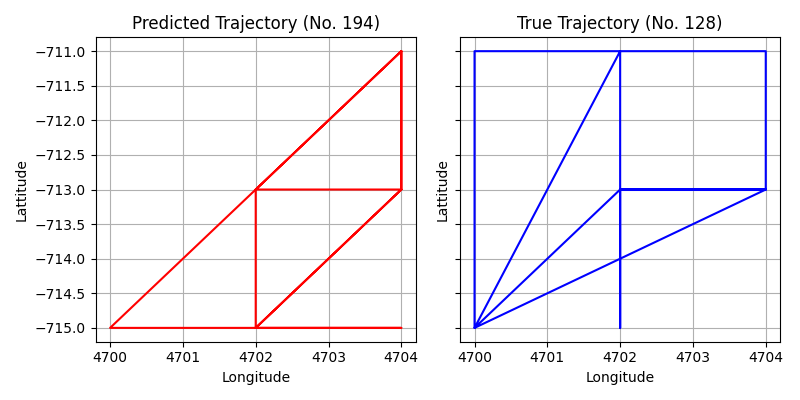 Predicted Trajectory (No. 194)
True Trajectory (No. 128)
−711.0
−711.5
−712.0
−712.5
−713.0
−713.5
−714.0
−714.5
−715.0
Lattitude
Lattitude
4700 4701 4702 4703 4704
4700 4701 4702 4703 4704
Longitude
Longitude